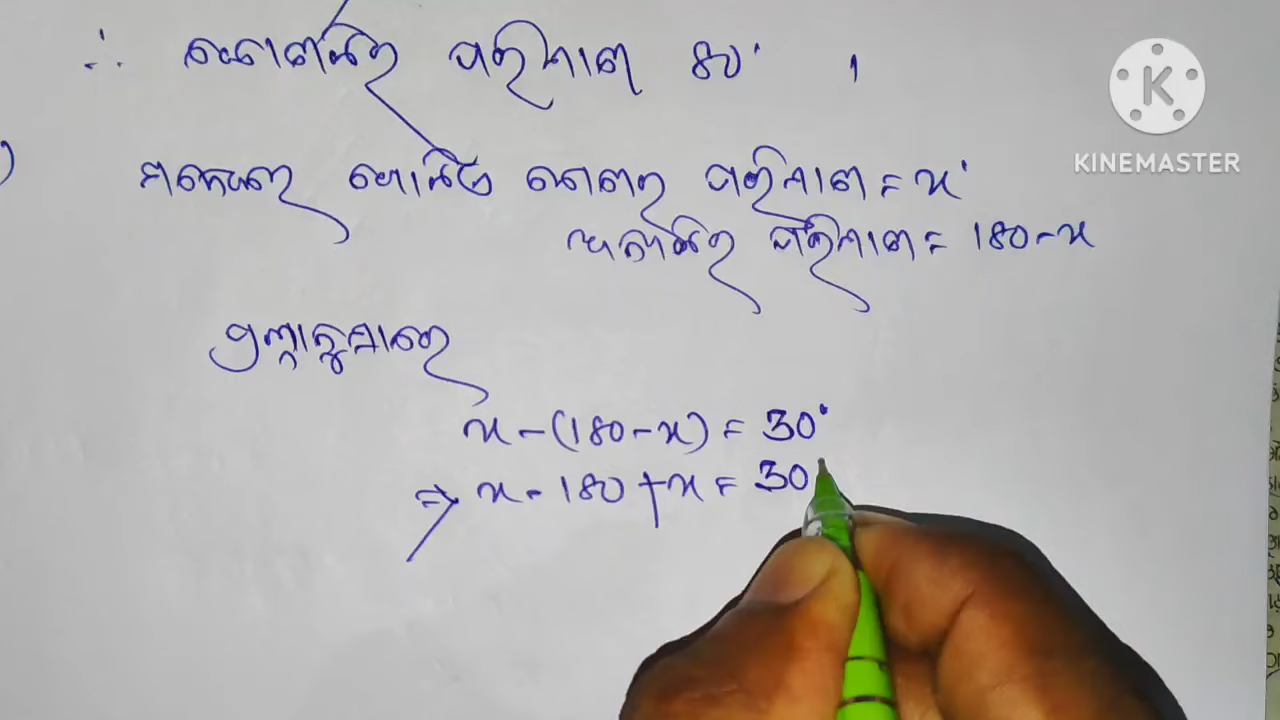 ∴ କୋଣଟିର ପରିମାଣ 80° ।
ମନେକର ଗୋଟିଏ କୋଣର ପରିମାଣ = x°
ଅନ୍ୟଟିର ପରିମାଣ = 180 - x
ପ୍ରଶ୍ନାନୁସାରେ
x - (180 - x) = 30°
⇒ x - 180 + x = 30
K
KINEMASTER